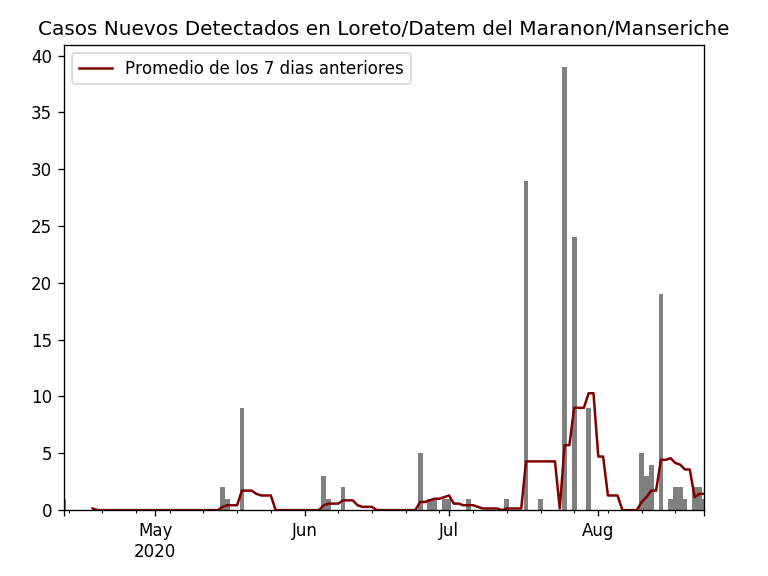 Casos Nuevos Detectados en Loreto/Datem del Maranon/Manseriche
Promedio de los 7 dias anteriores
40
35
30
25
20
15
10
5
0
May
2020
Jun
Jul
Aug